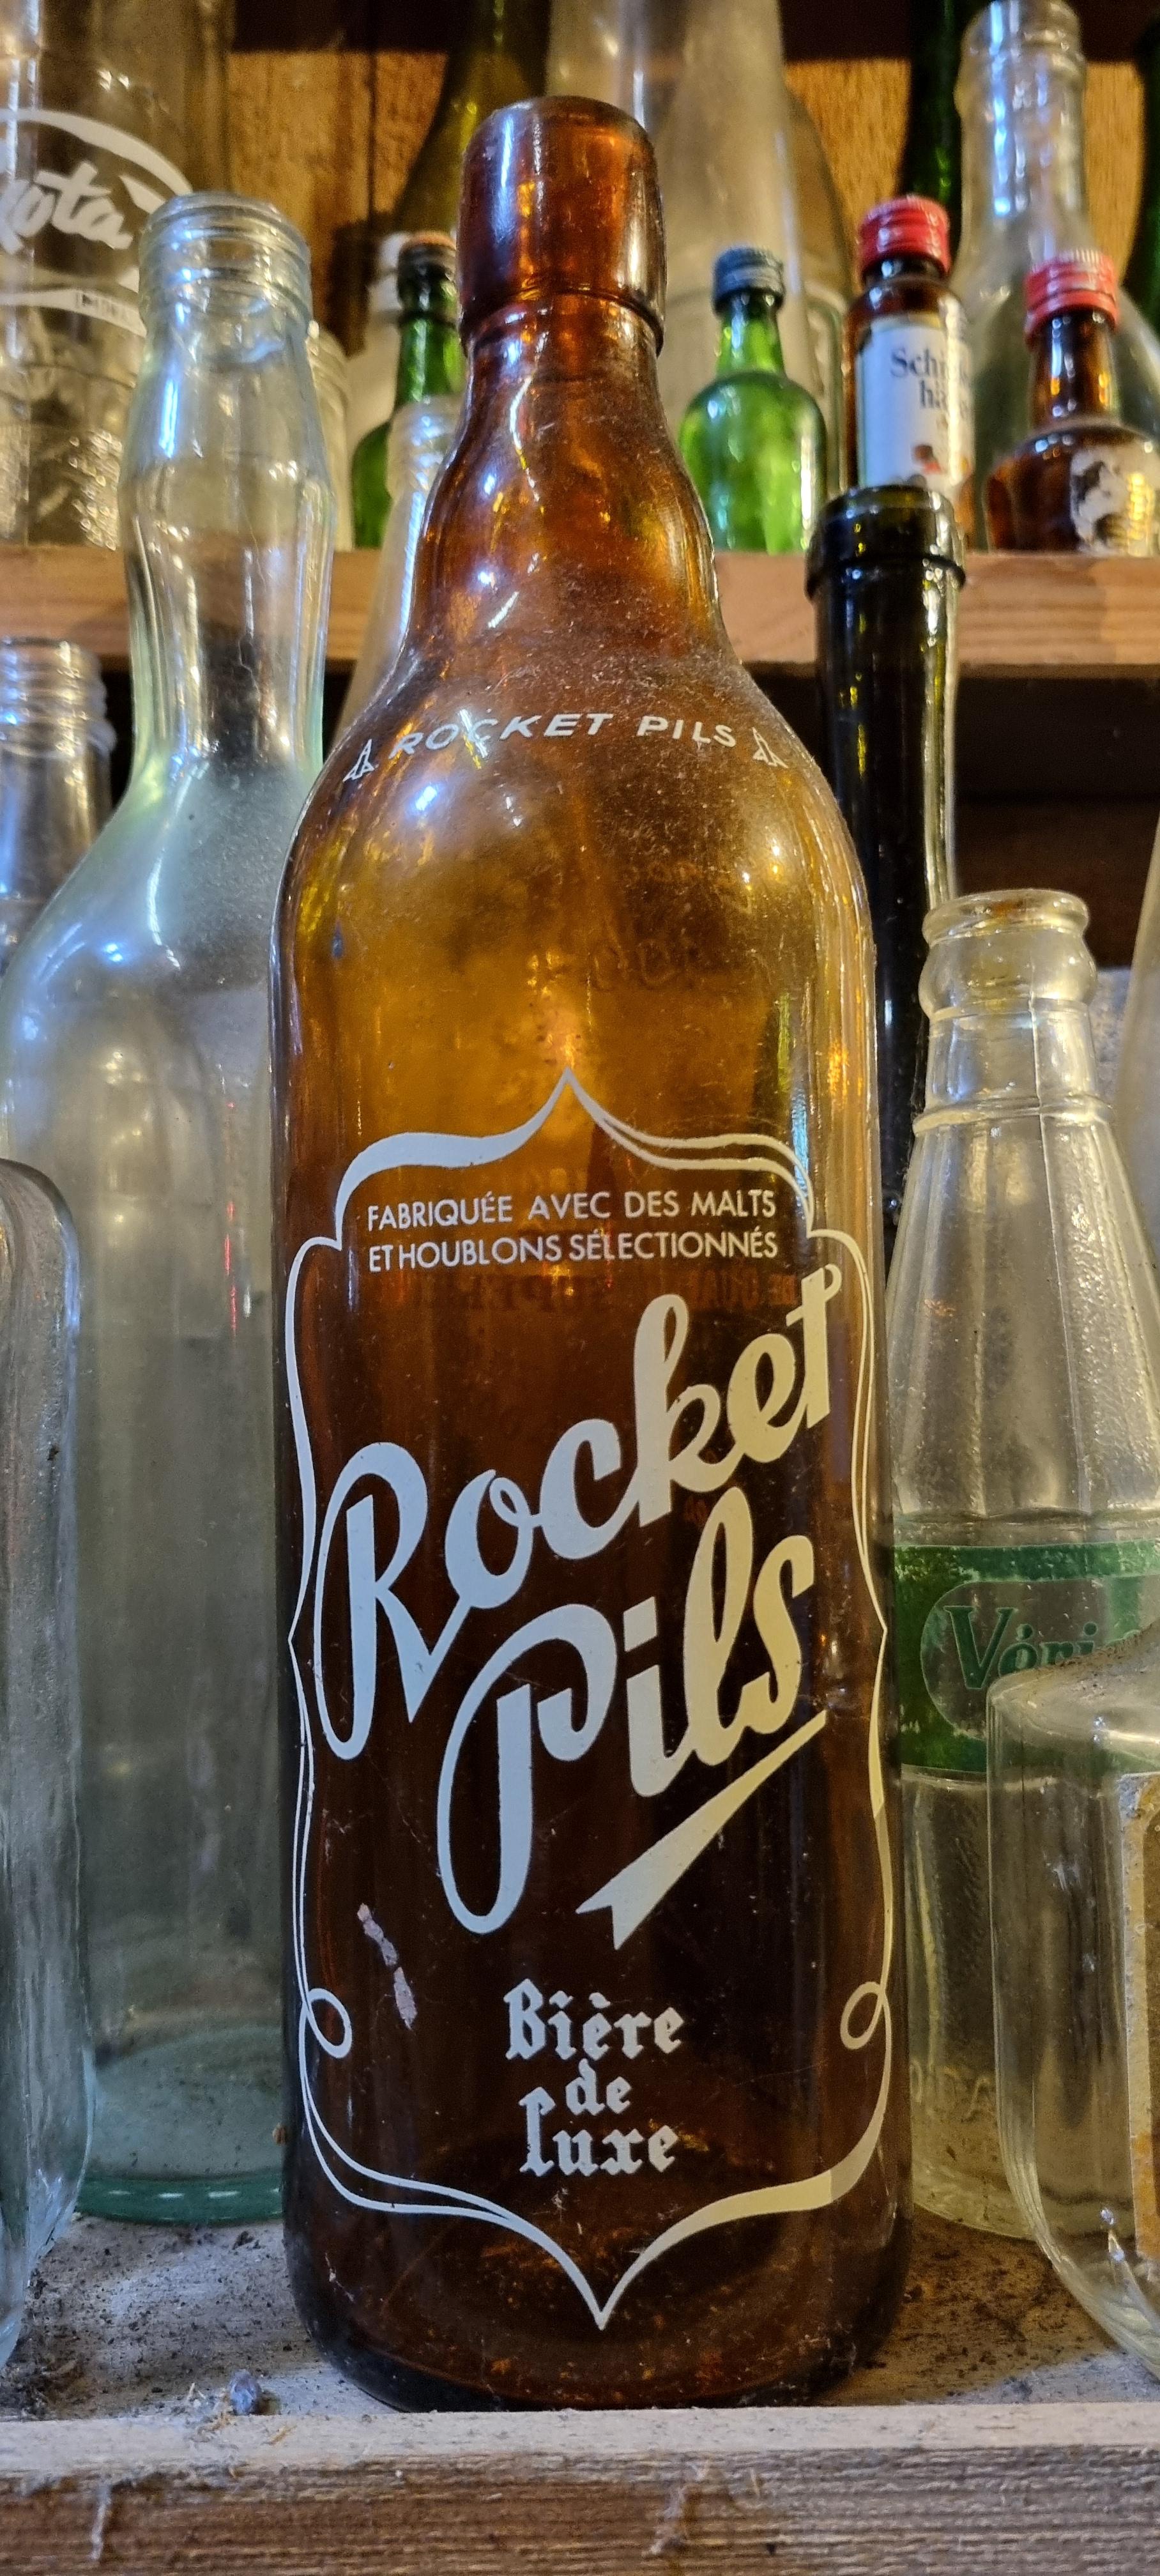 ROCKET PILS
FABRIQUÉE AVEC DES MALTS
ET HOUBLONS SÉLECTIONNÉS
Rocket
Pils
Bière
de
Luxe